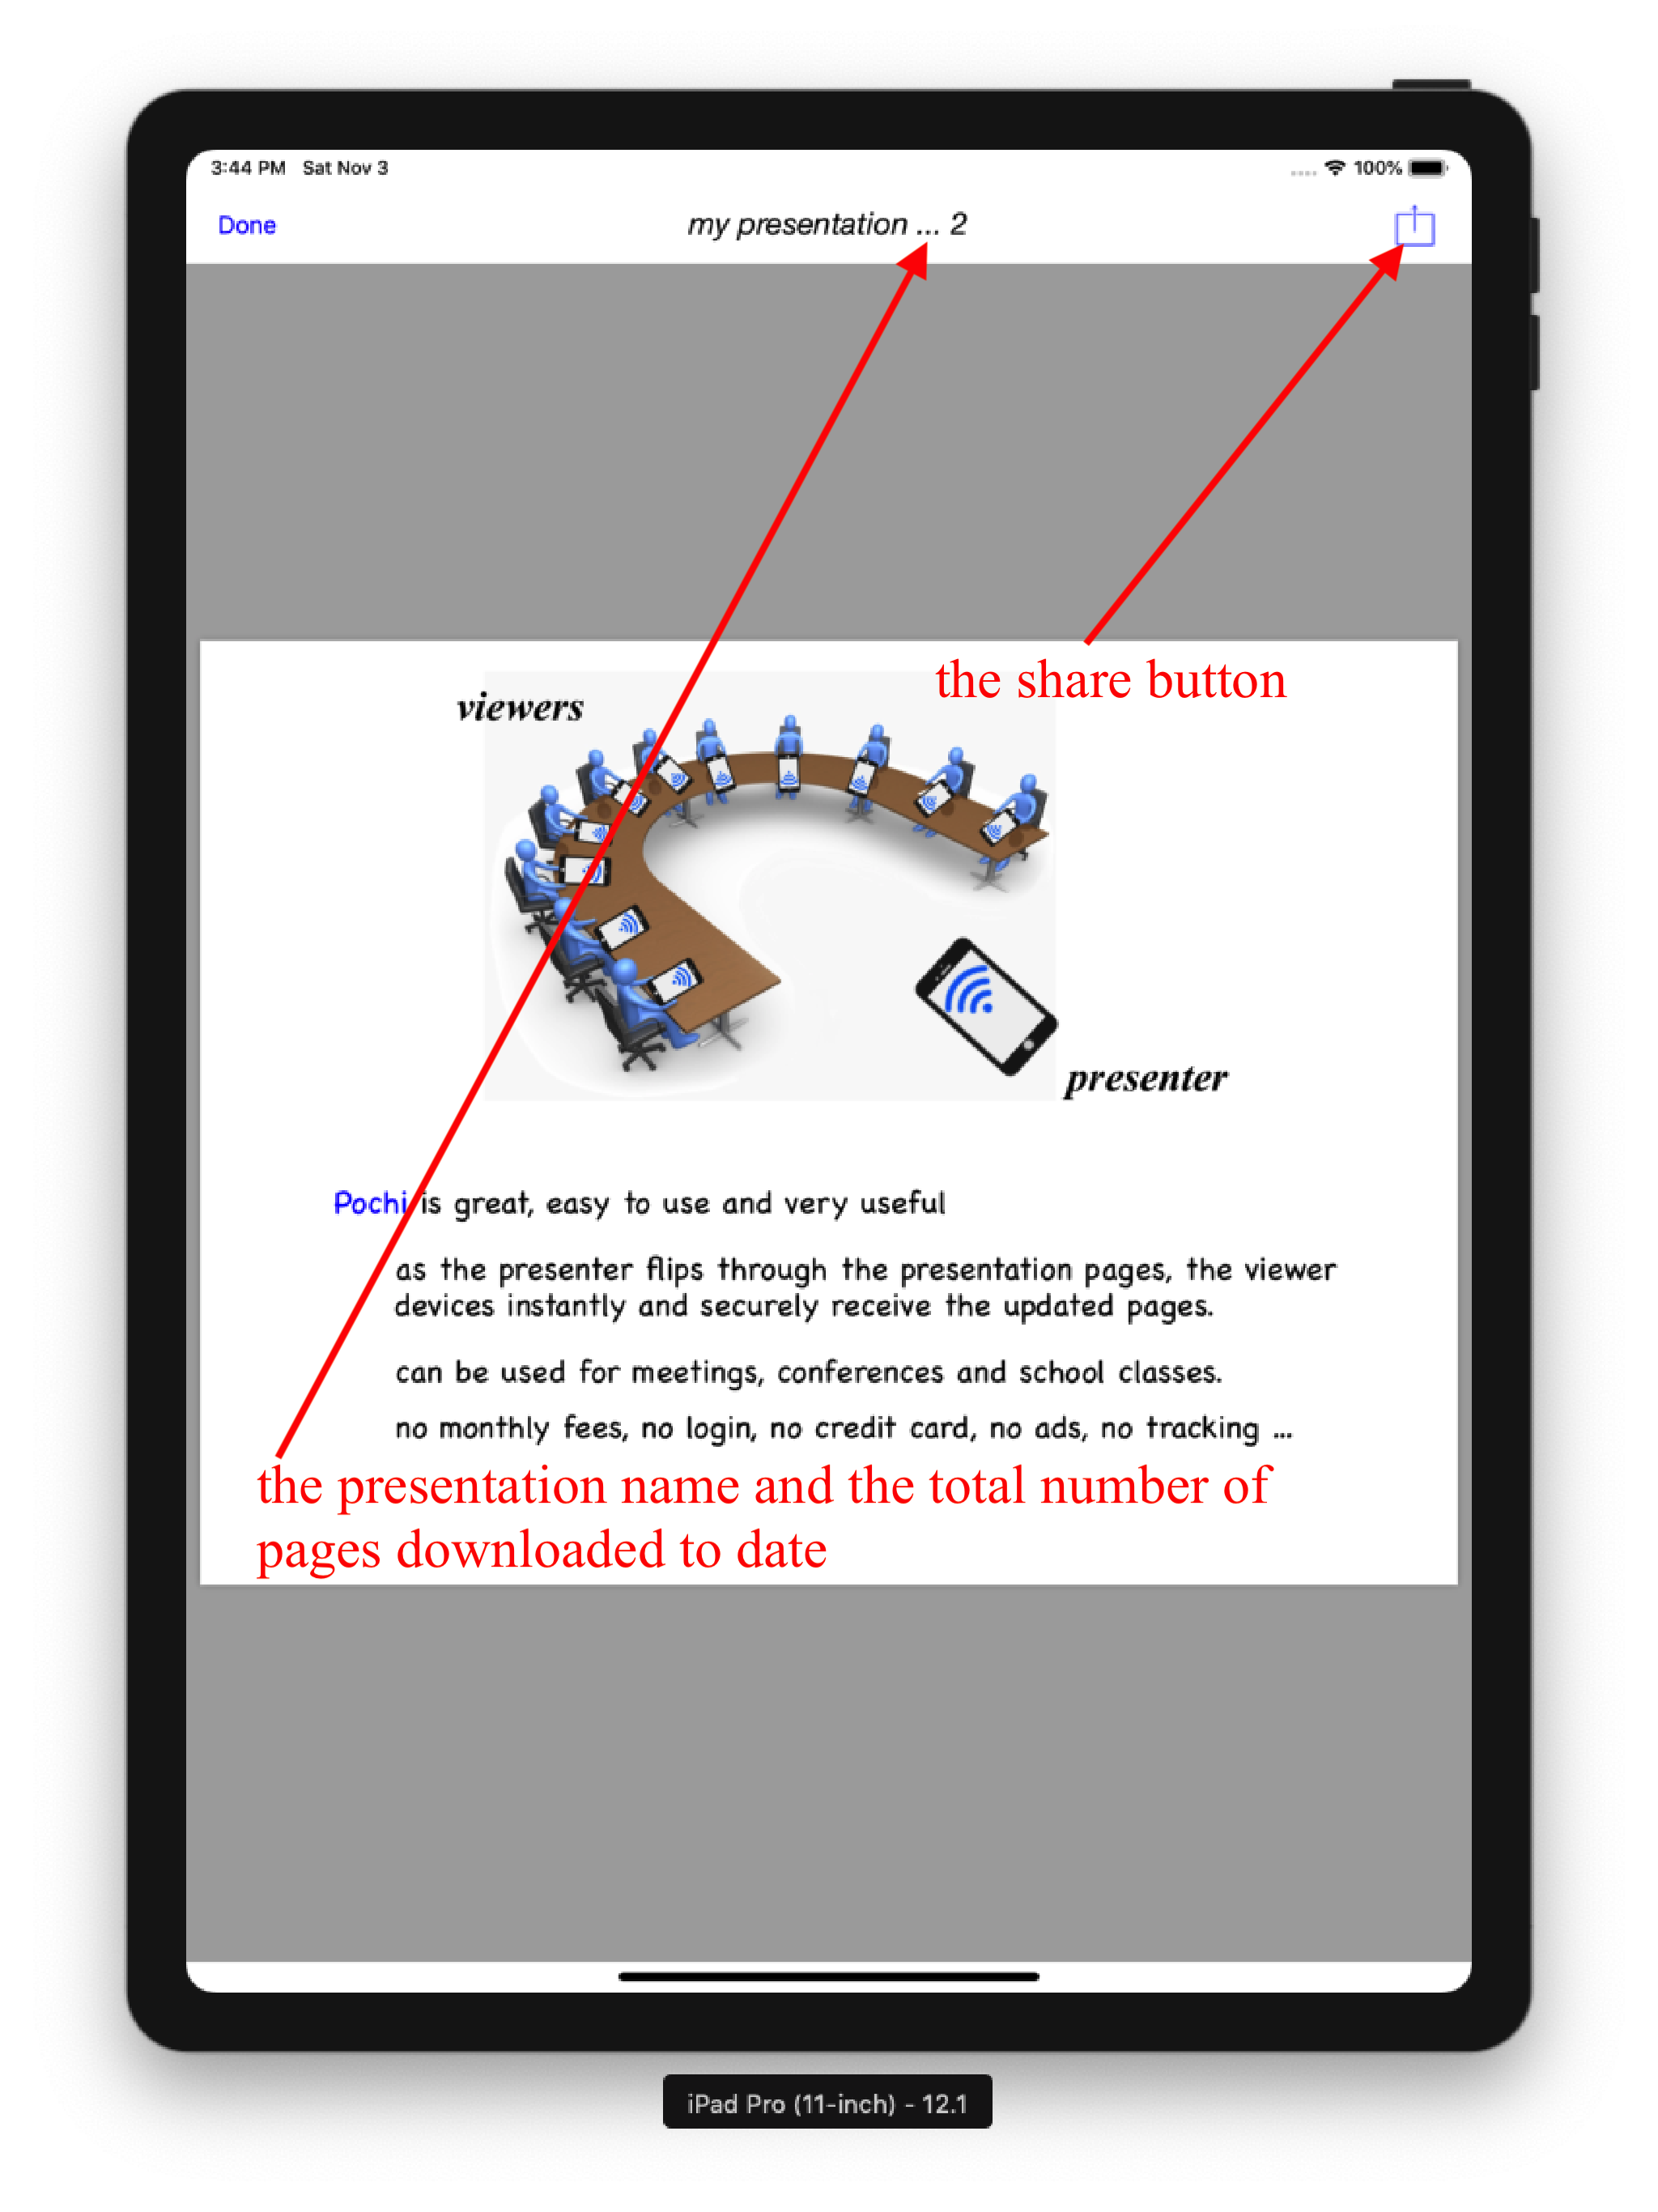 3:44 PM Sat Nov 3
100%
Done
my presentation ... 2
the share button
viewers
presenter
Pochi is great, easy to use and very useful
as the presenter flips through the presentation pages, the viewer
devices instantly and securely receive the updated pages.
can be used for meetings, conferences and school classes.
no monthly fees, no login, no credit card, no ads, no tracking ...
the presentation name and the total number of
pages downloaded to date
iPad Pro (11-inch) - 12.1